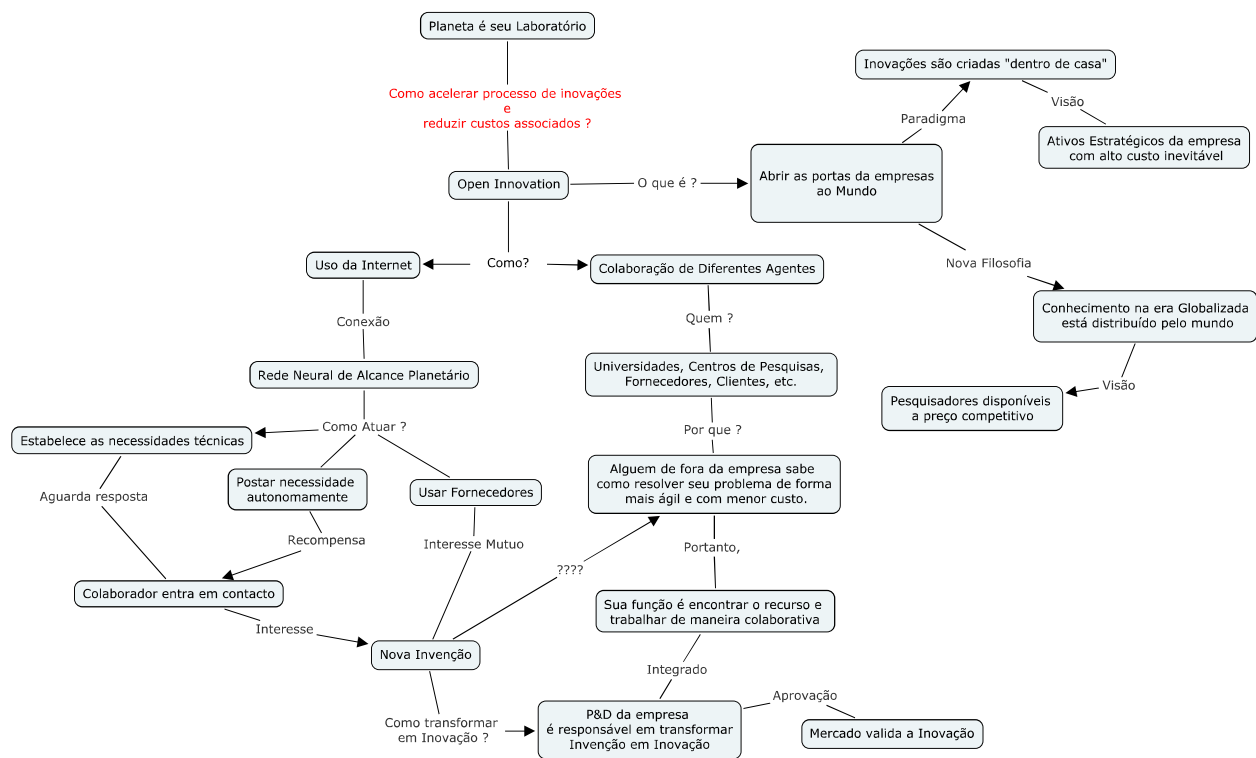 Planeta é seu Laboratório
Como acelerar processo de inovações
e
reduzir custos associados ?
Open Innovation
O que é ?
Abrir as portas da empresas
ao Mundo
Paradigma
Inovações são criadas "dentro de casa"
Visão
Ativos Estratégicos da empresa
com alto custo inevitável
Nova Filosofia
Conhecimento na era Globalizada
está distribuído pelo mundo
Visão
Pesquisadores disponíveis
a preço competitivo
Como?
Uso da Internet
Colaboração de Diferentes Agentes
Conexão
Quem ?
Rede Neural de Alcance Planetário
Universidades, Centros de Pesquisas,
Fornecedores, Clientes, etc.
Como Atuar ?
Por que ?
Estabelece as necessidades técnicas
Postar necessidade
autonomamente
Usar Fornecedores
Alguem de fora da empresa sabe
como resolver seu problema de forma
mais ágil e com menor custo.
Aguarda resposta
Recompensa
Interesse Mutuo
????
Portanto,
Colaborador entra em contacto
Sua função é encontrar o recurso e
trabalhar de maneira colaborativa
Interesse
Nova Invenção
Integrado
Como transformar
em Inovação ?
P&D da empresa
é responsável em transformar
Invenção em Inovação
Aprovação
Mercado valida a Inovação